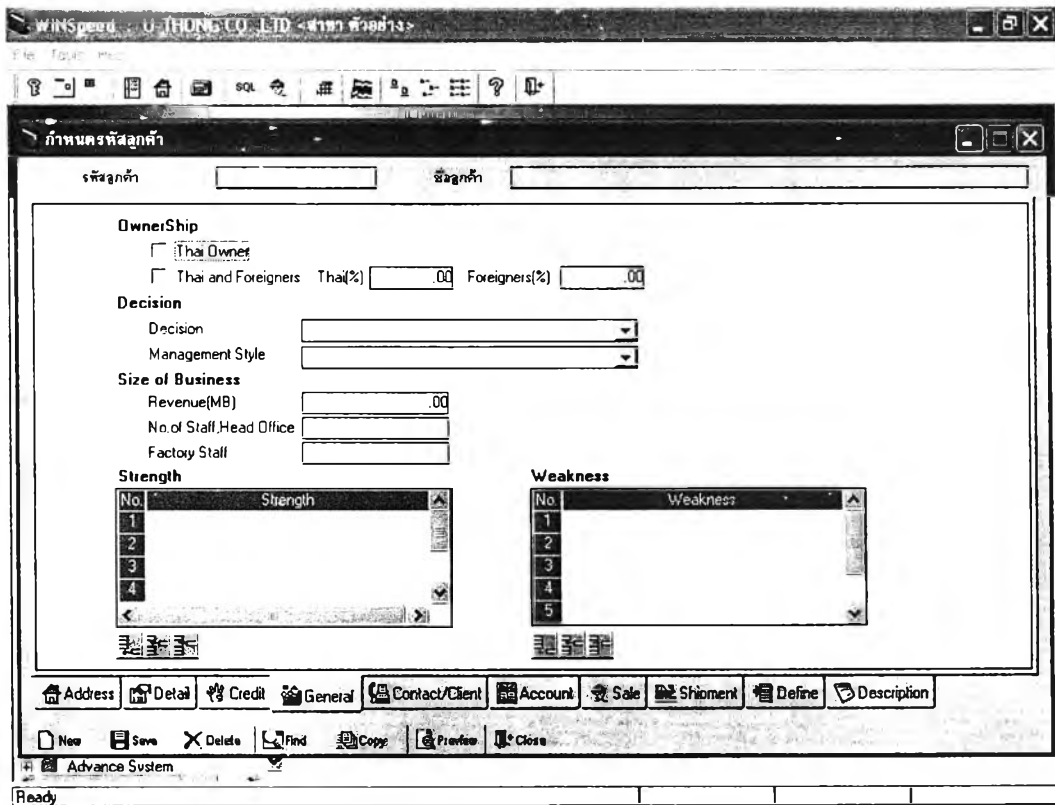 WINSpeed : U-THONG CO.,LTD <สาขา ตัวอย่าง>
File Tools
SQL
กำหนดรหัสลูกค้า
รหัสลูกค้า ชื่อลูกค้า
OwnerShip
Thai Owner
Thai and Foreigners Thai(%) .00 Foreigners(%) .00
Decision
Decision
Management Style
Size of Business
Revenue(MB) .00
No.of Staff,Head Office
Factory Staff
Strength Weakness
No. Strength No. Weakness
1 1
2 2
3 3
4 4
5
Address Detail Credit General Contact/Client Account Sale Shipment Define Description
New Save Delete Find Copy Preview Close
Advance System
Ready